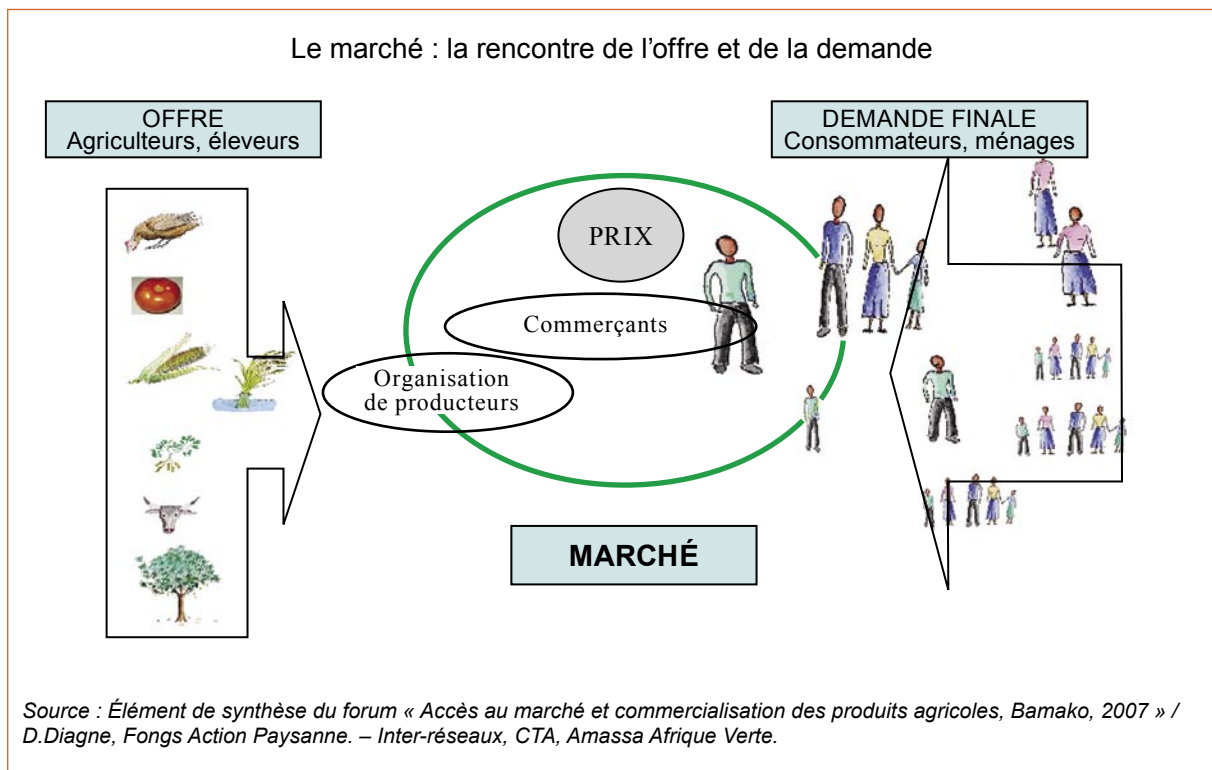 Le marché : la rencontre de l’offre et de la demande
OFFRE
Agriculteurs, éleveurs
DEMANDE FINALE
Consommateurs, ménages
PRIX
Commerçants
Organisation
de producteurs
MARCHÉ
Source : Élément de synthèse du forum « Accès au marché et commercialisation des produits agricoles, Bamako, 2007 » /
D.Diagne, Fongs Action Paysanne. – Inter-réseaux, CTA, Amassa Afrique Verte.